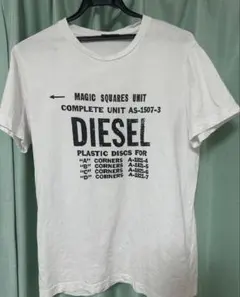 ← MAGIC SQUARES UNIT
COMPLETE UNIT AS-1507-3
DIESEL
PLASTIC DISCS FOR
"A" CORNERS
"B" CORNERS
"C" CORNERS
"D" CORNERS